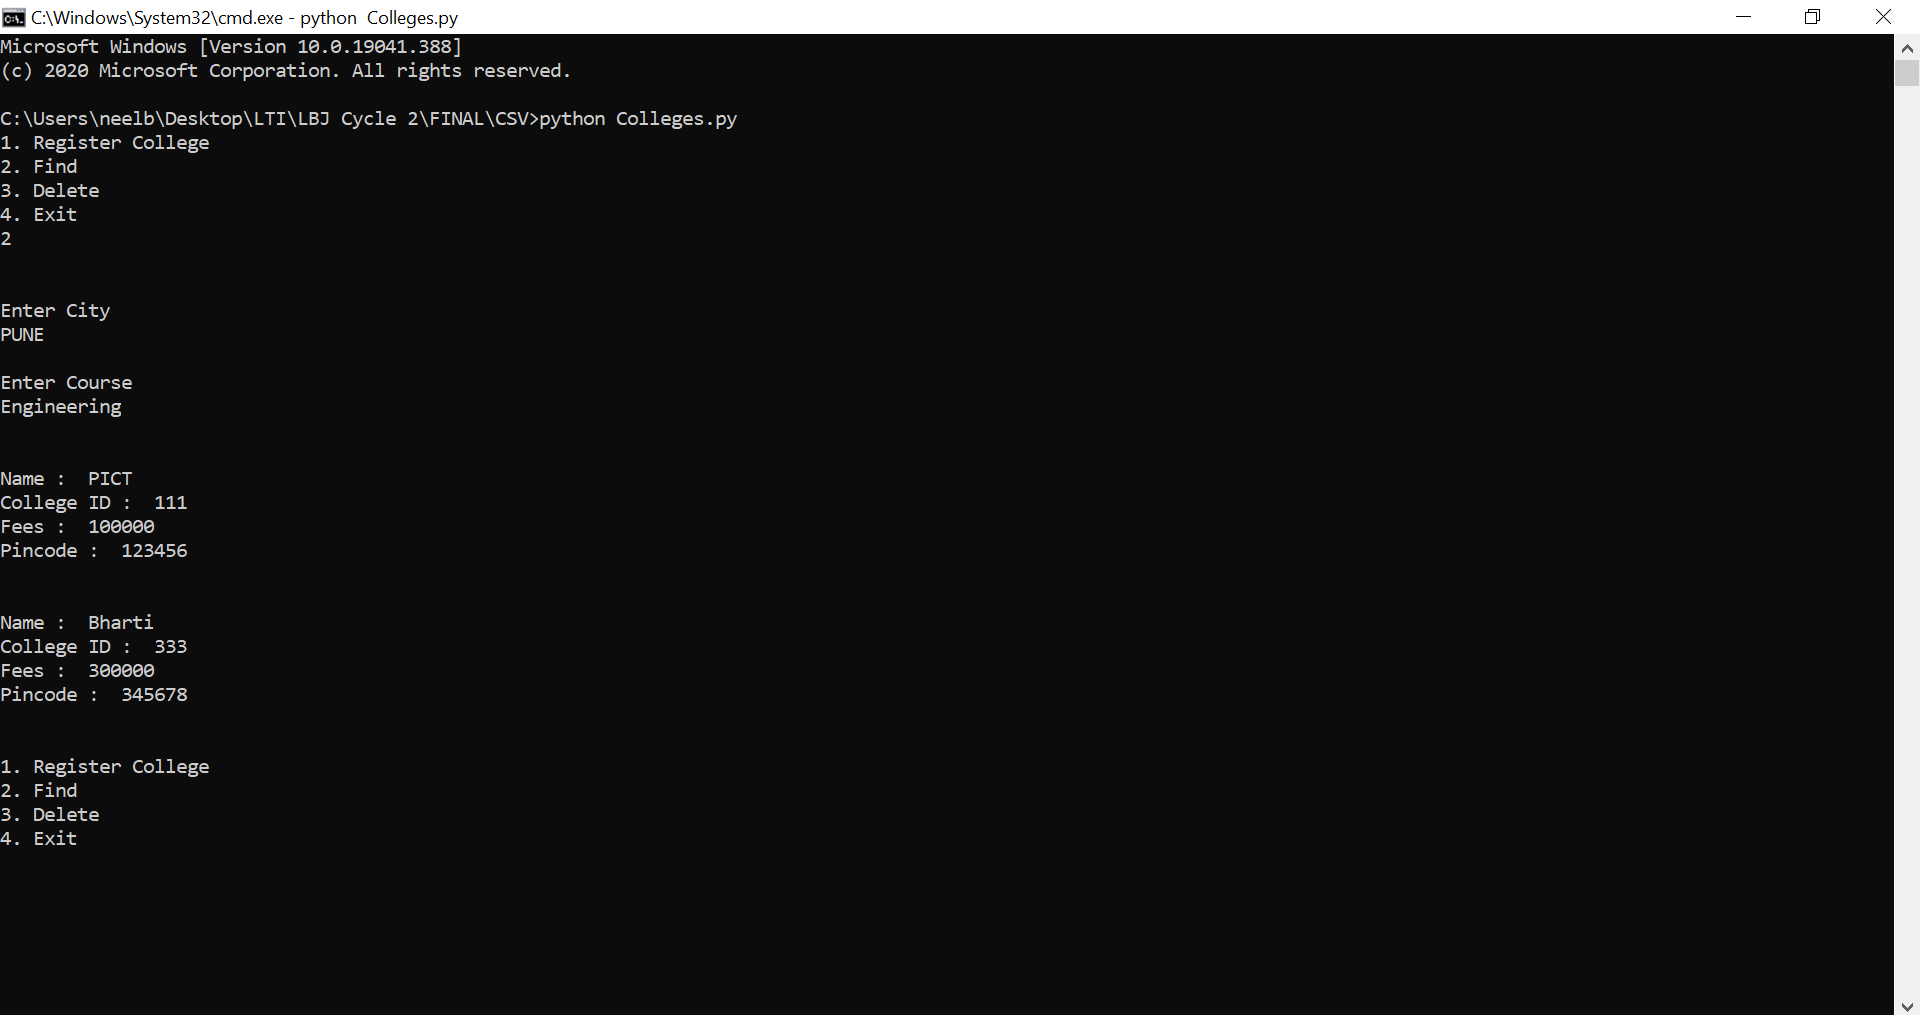 C:\Windows\System32\cmd.exe - python  Colleges.py
Microsoft Windows [Version 10.0.19041.388]
(c) 2020 Microsoft Corporation. All rights reserved.
C:\Users\neelb\Desktop\LTI\LBJ Cycle 2\FINAL\CSV>python Colleges.py
1. Register College
2. Find
3. Delete
4. Exit
2
Enter City
PUNE
Enter Course
Engineering
Name :  PICT
College ID :  111
Fees :  100000
Pincode :  123456
Name :  Bharti
College ID :  333
Fees :  300000
Pincode :  345678
1. Register College
2. Find
3. Delete
4. Exit